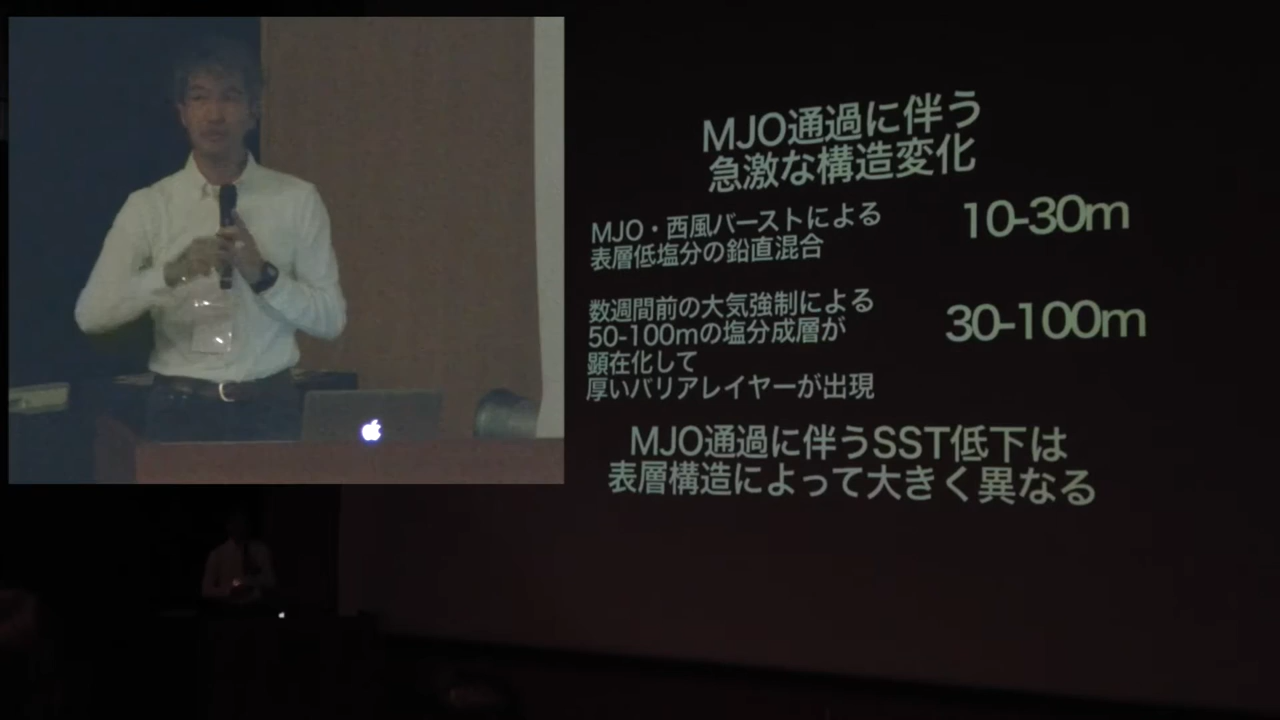 MJO通過に伴う
急激な構造変化
MJO・西風バーストによる
表層低塩分の鉛直混合
10-30m
数週間前の大気強制による
50-100mの塩分成層が
顕在化して
厚いバリアレイヤーが出現
30-100m
MJO通過に伴うSST低下は
表層構造によって大きく異なる